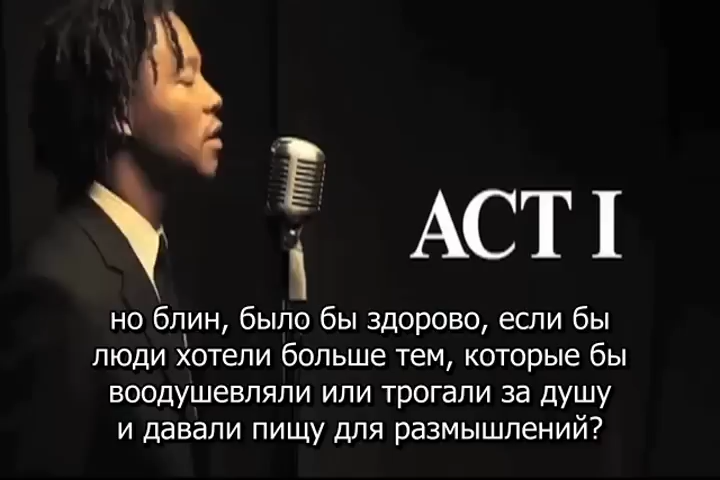 ACT I
но блин, было бы здорово, если бы
люди хотели больше тем, которые бы
воодушевляли или трогали за душу
и давали пищу для размышлений?